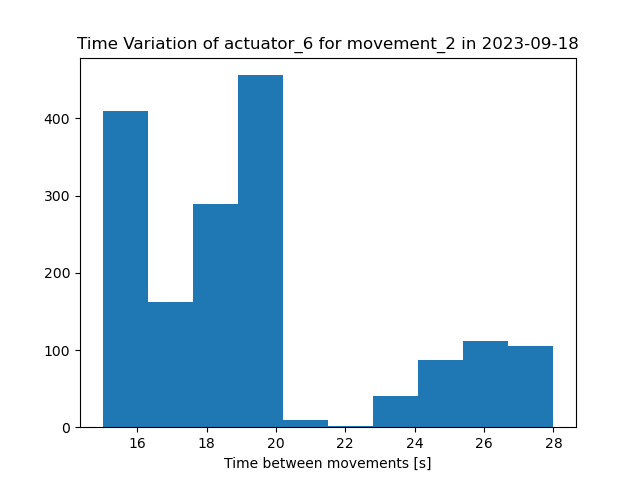 Time Variation of actuator_6 for movement_2 in 2023-09-18
400
300
200
100
0
16 18 20 22 24 26 28
Time between movements [s]